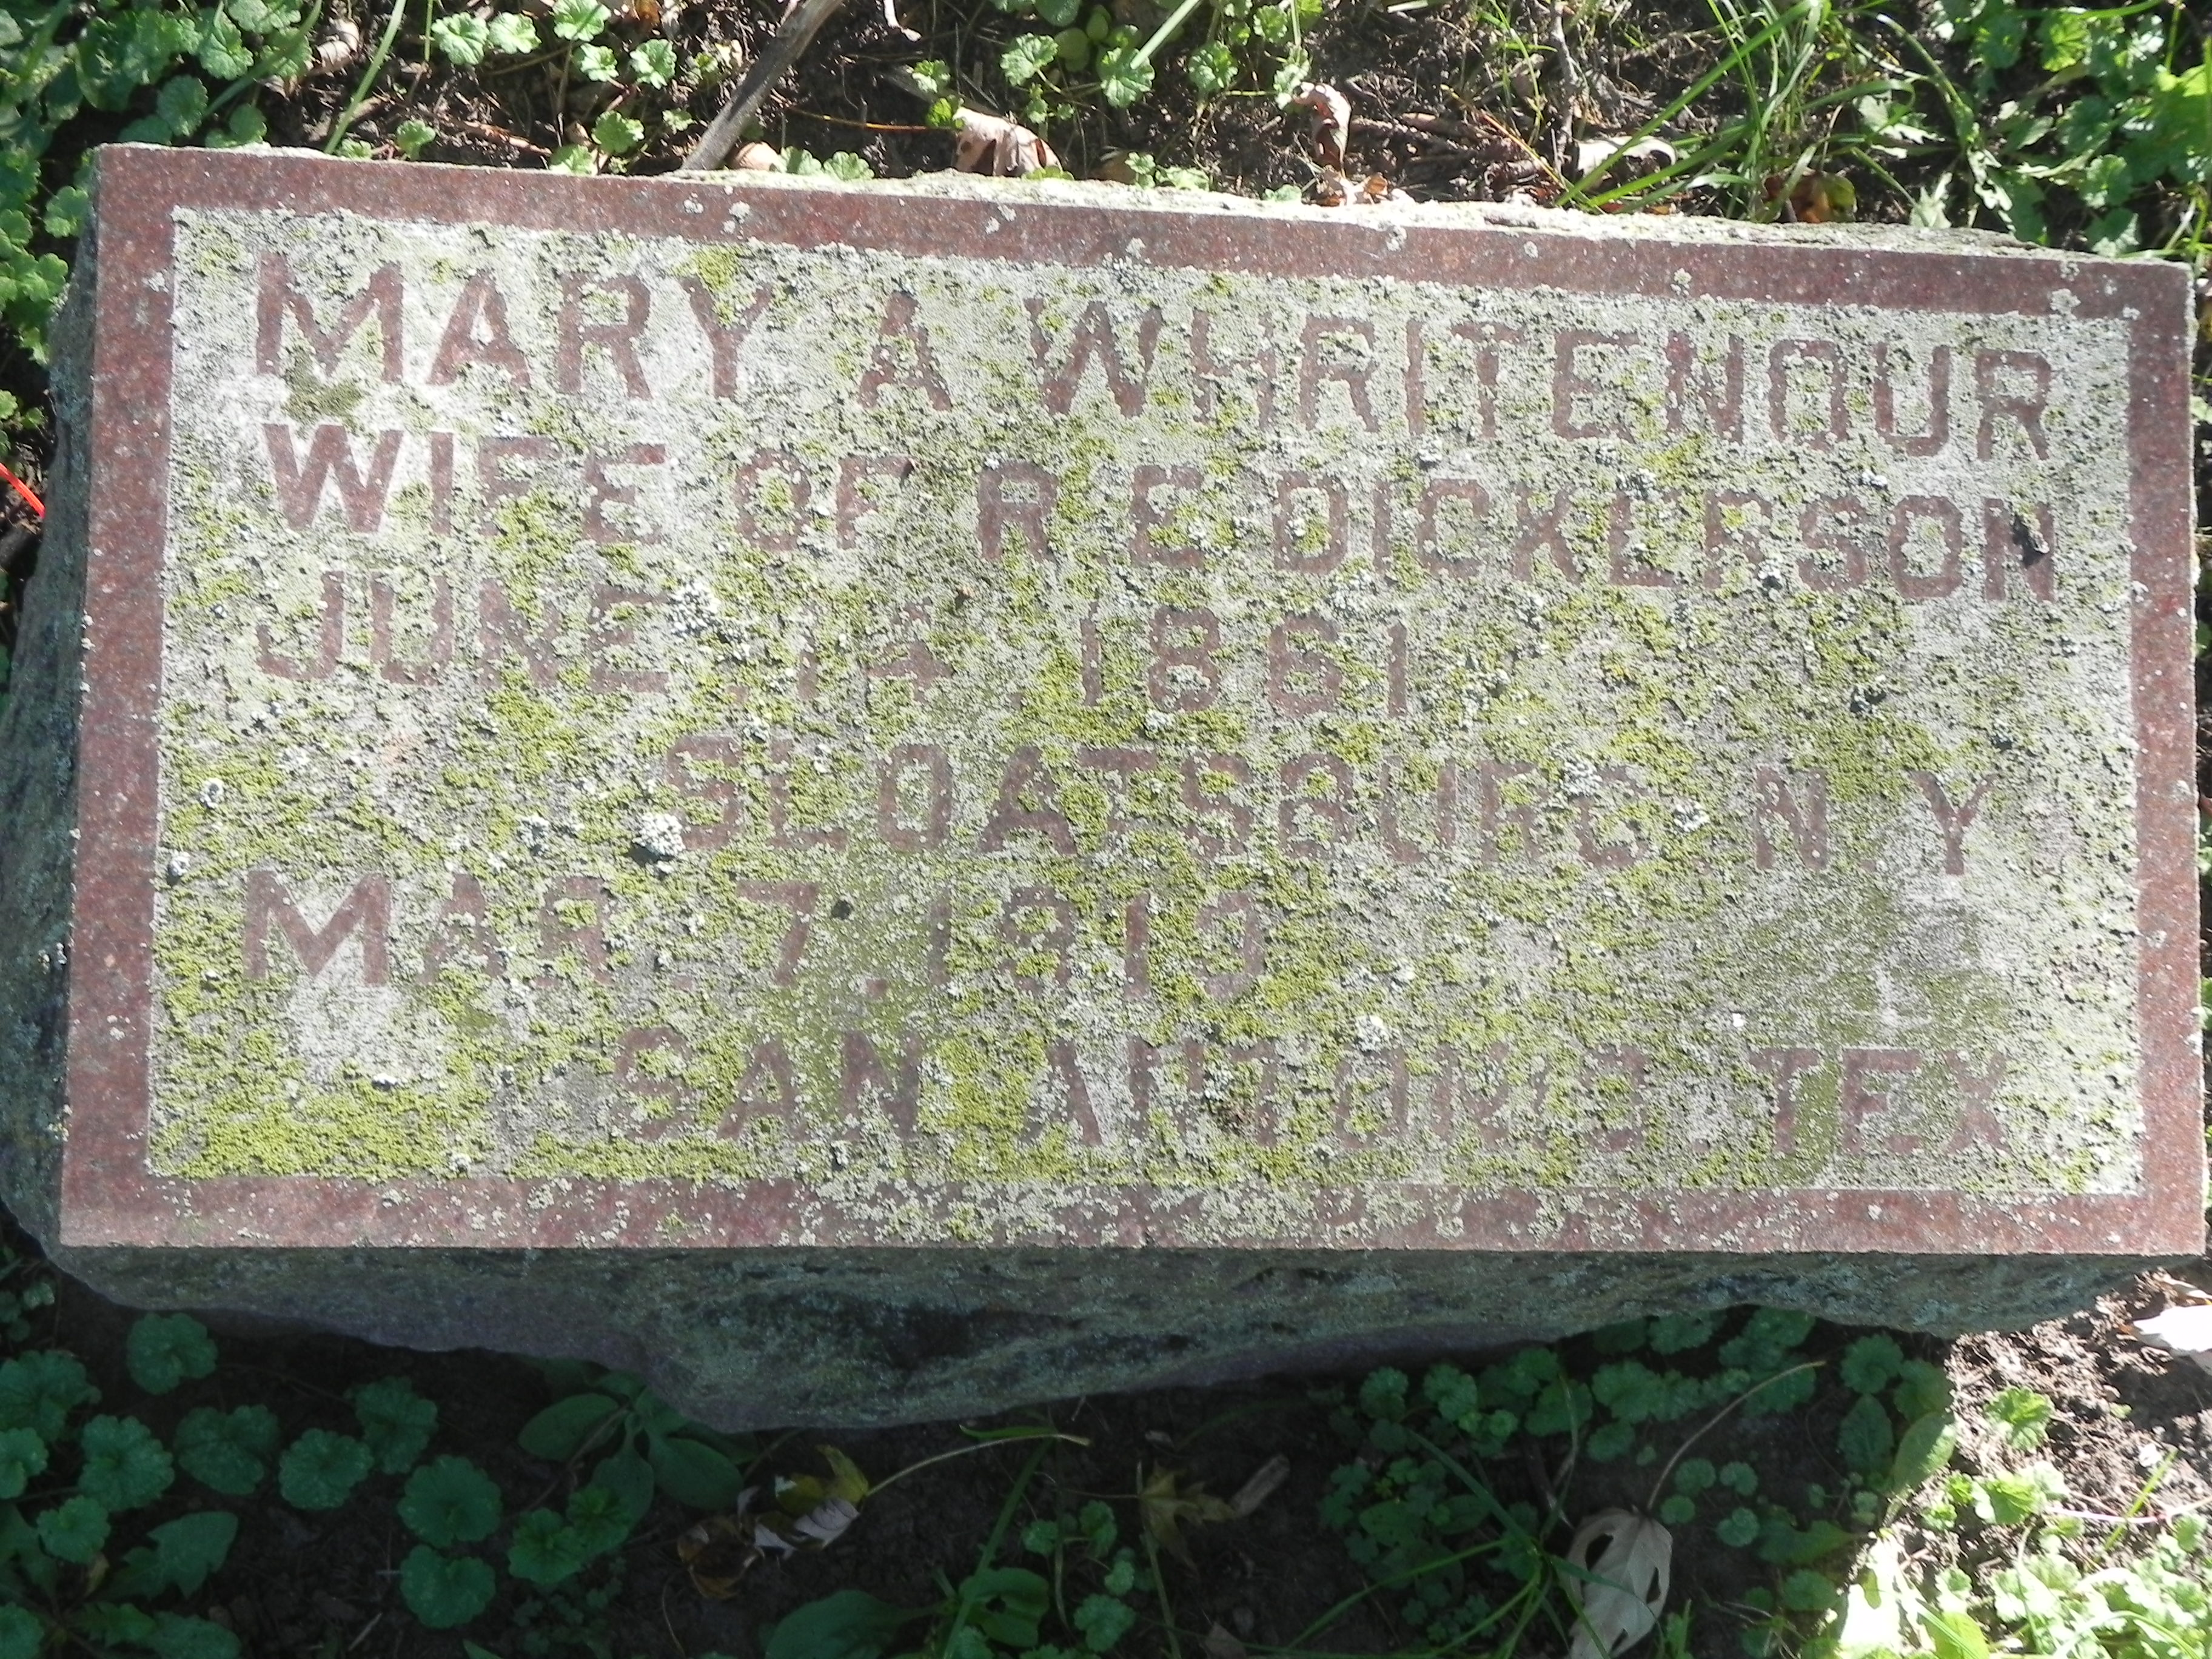 MARY A WHRITENOUR
WIFE OF R E DICKERSON
JUNE 14 1861
SLOATSBURG N.Y
MAR. 7. 1919
SAN ANTONIO. TEX